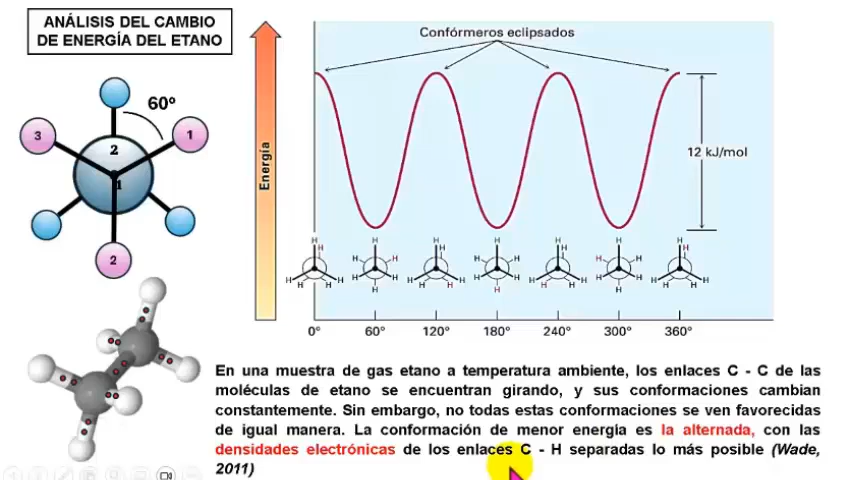 ANÁLISIS DEL CAMBIO
DE ENERGÍA DEL ETANO
60º
3
1
2
1
2
Energía
Confórmeros eclipsados
12 kJ/mol
H H H H H H H
H H H H H H H
H H H H H H H H H H H H H H
H H H H H H H H H H H H H H
H H H H H
0° 60° 120° 180° 240° 300° 360°
En una muestra de gas etano a temperatura ambiente, los enlaces C - C de las
moléculas de etano se encuentran girando, y sus conformaciones cambian
constantemente. Sin embargo, no todas estas conformaciones se ven favorecidas
de igual manera. La conformación de menor energía es la alternada, con las
densidades electrónicas de los enlaces C - H separadas lo más posible (Wade,
2011)